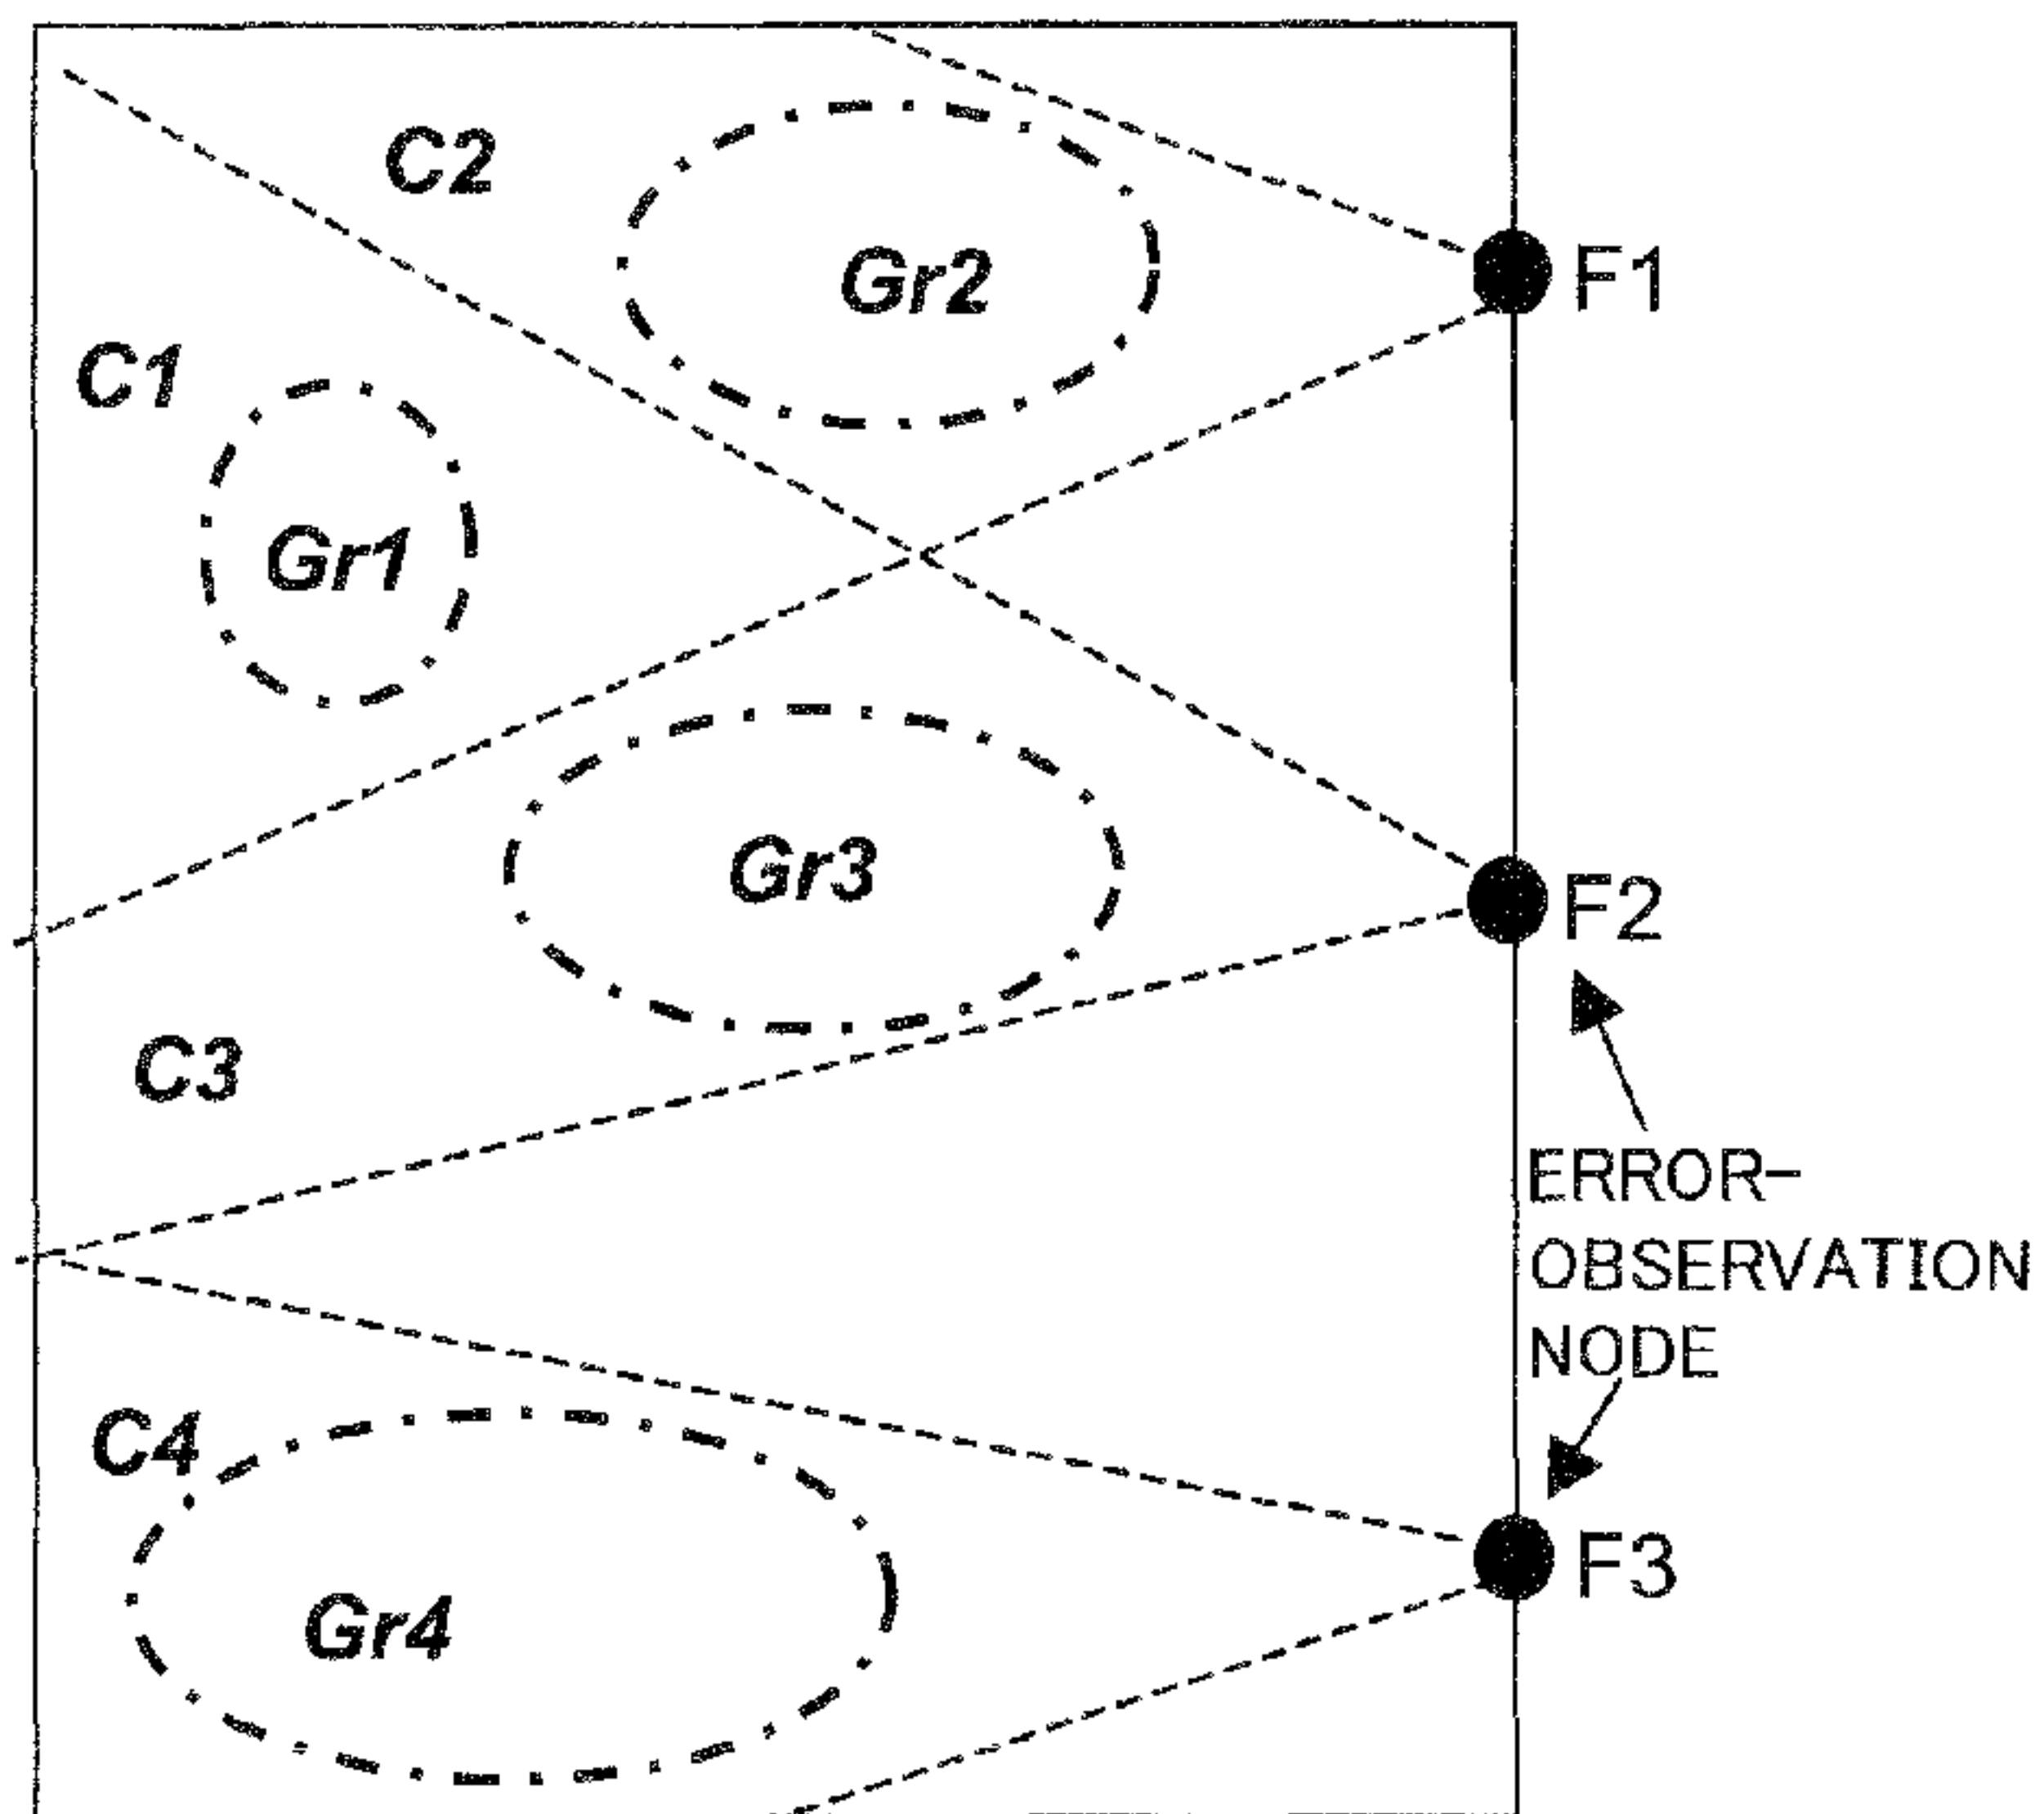 C2
Gr2
F1
C1
Gr1
Gr3
F2
C3
ERROR-
OBSERVATION
NODE
C4
F3
Gr4